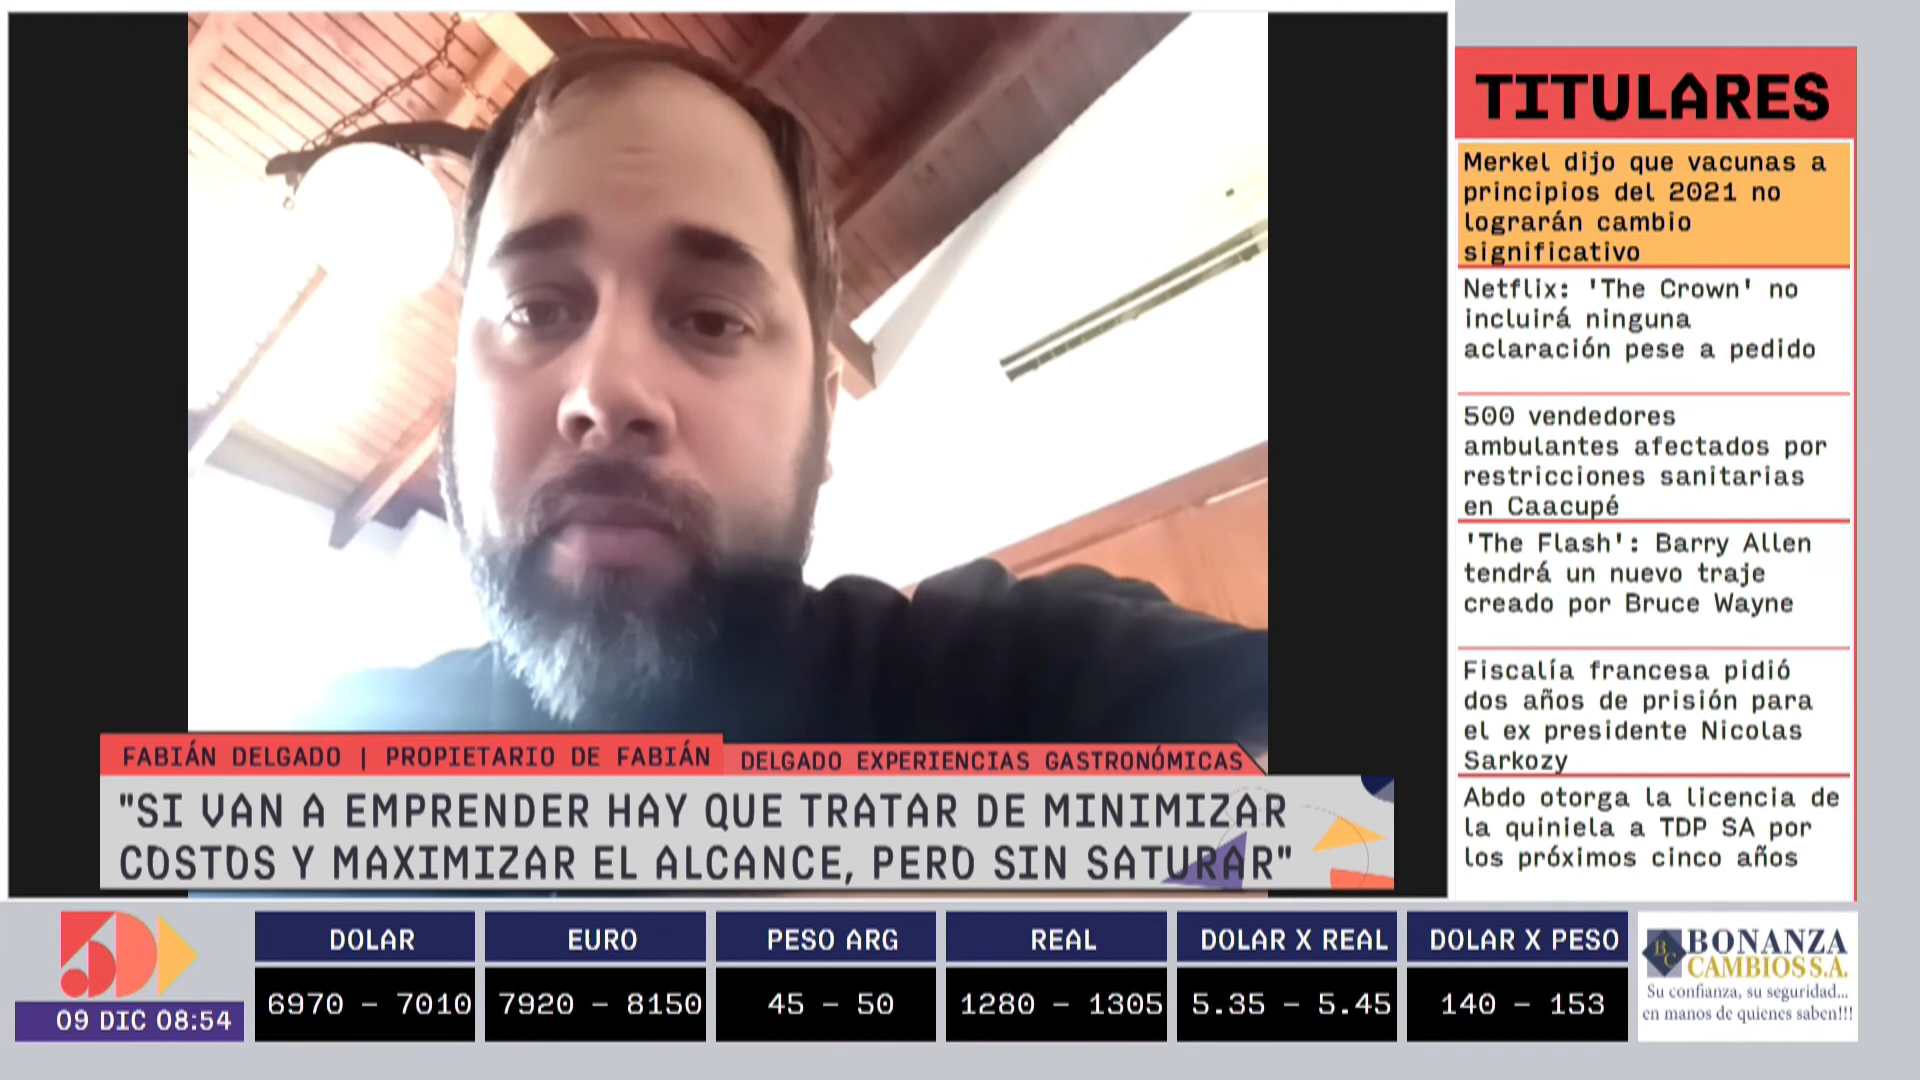 TITULARES
Merkel dijo que vacunas a
principios del 2021 no
lograrán cambio
significativo
Netflix: 'The Crown' no
incluirá ninguna
aclaración pese a pedido
500 vendedores
ambulantes afectados por
restricciones sanitarias
en Caacupé
'The Flash': Barry Allen
tendrá un nuevo traje
creado por Bruce Wayne
Fiscalía francesa pidió
dos años de prisión para
el ex presidente Nicolas
Sarkozy
Abdo otorga la licencia de
la quiniela a TDP SA por
los próximos cinco años
FABIÁN DELGADO | PROPIETARIO DE FABIÁN DELGADO EXPERIENCIAS GASTRONÓMICAS
"SI VAN A EMPRENDER HAY QUE TRATAR DE MINIMIZAR
COSTOS Y MAXIMIZAR EL ALCANCE, PERO SIN SATURAR"
5D
09 DIC 08:54
DOLAR
6970 - 7010
EURO
7920 - 8150
PESO ARG
45 - 50
REAL
1280 - 1305
DOLAR X REAL
5.35 - 5.45
DOLAR X PESO
140 - 153
BC
BONANZA
CAMBIOS S.A.
Su confianza, su seguridad...
en manos de quienes saben!!!